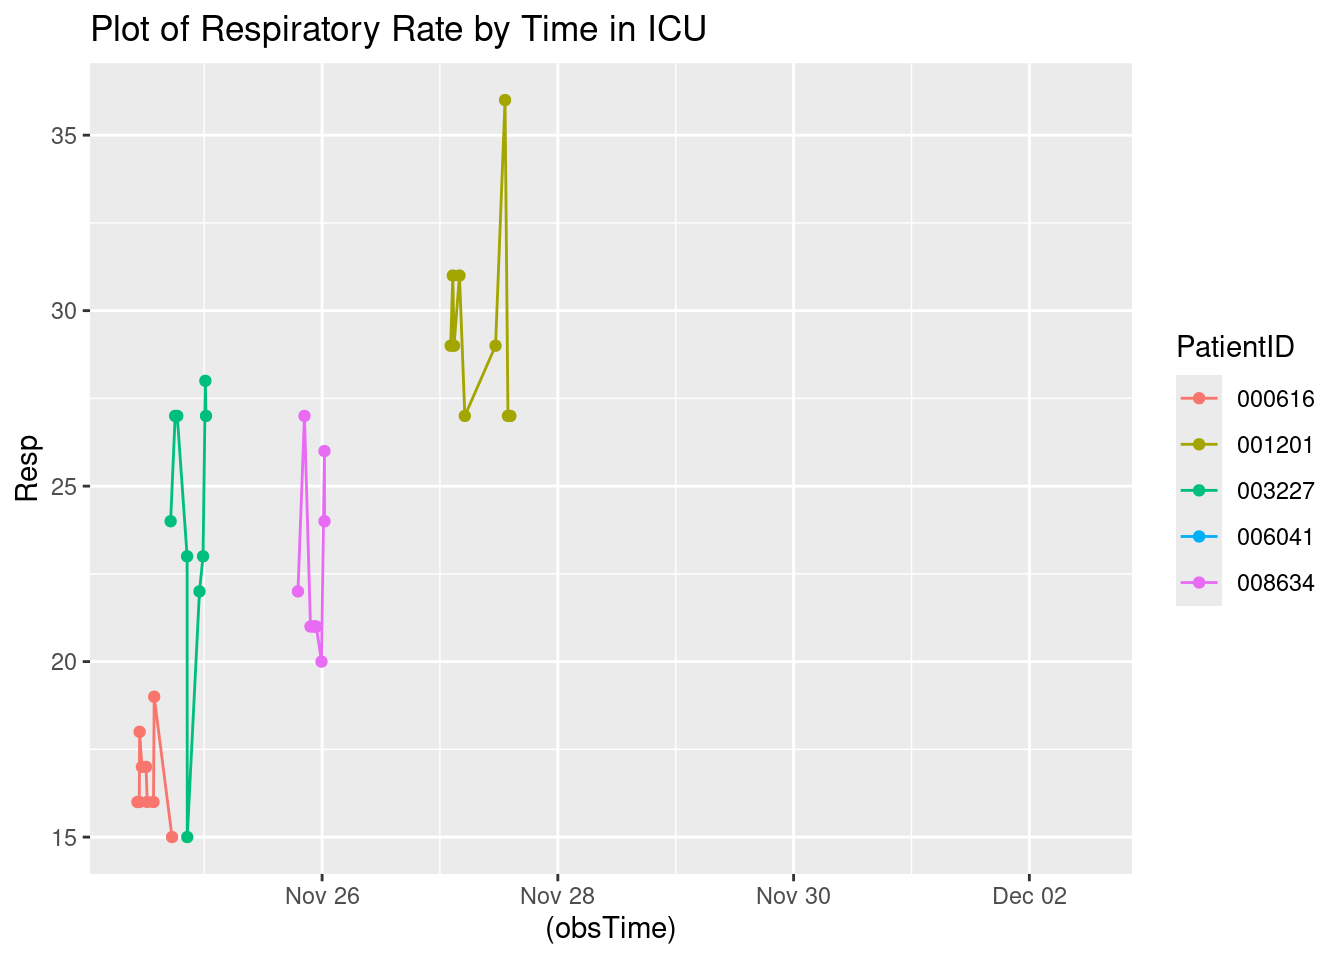 Plot of Respiratory Rate by Time in ICU
35
30
25
20
15
Resp
Nov 26
Nov 28
Nov 30
Dec 02
(obsTime)
PatientID
000616
001201
003227
006041
008634